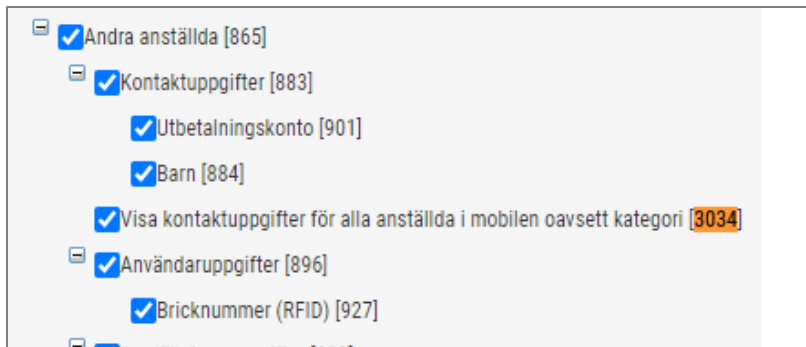 Andra anställda [865]
Kontaktuppgifter [883]
Utbetalningskonto [901]
Barn [884]
Visa kontaktuppgifter för alla anställda i mobilen oavsett kategori [3034]
Användaruppgifter [896]
Bricknummer (RFID) [927]